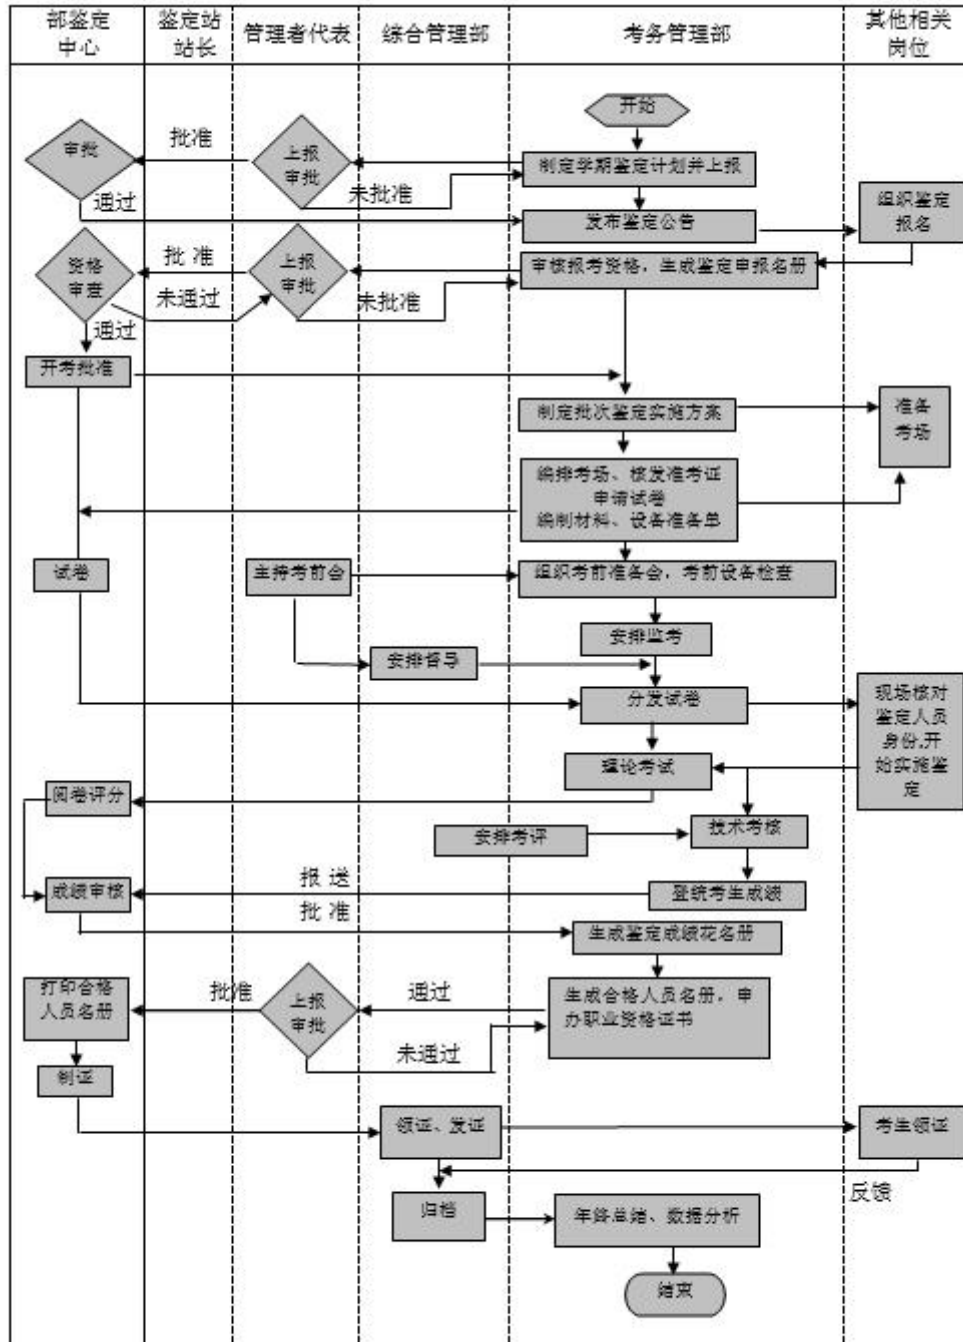 部鉴定
中心
鉴定站
站长
管理者代表
综合管理部
考务管理部
其他相关
岗位
开始
审批
批准
上报
审批
制定学期鉴定计划并上报
未批准
通过
组织鉴定
报名
发布鉴定公告
资格
审查
批 准
上报
审批
审核报考资格，生成鉴定申报名册
未通过
未批准
通过
开考批准
制定批次鉴定实施方案
准备
考场
编排考场、核发准考证
申请试卷
编制材料、设备准备单
试卷
主持考前会
组织考前准备会，考前设备检查
安排监考
安排督导
分发试卷
现场核对
鉴定人员
身份,开
始实施鉴
定
理论考试
阅卷评分
安排考评
技术考核
成绩审核
报 送
登统考生成绩
批 准
生成鉴定成绩花名册
打印合格
人员名册
批准
上报
审批
通过
生成合格人员名册，申
办职业资格证书
未通过
制证
领证、发证
考生领证
反馈
归档
年终总结、数据分析
结束